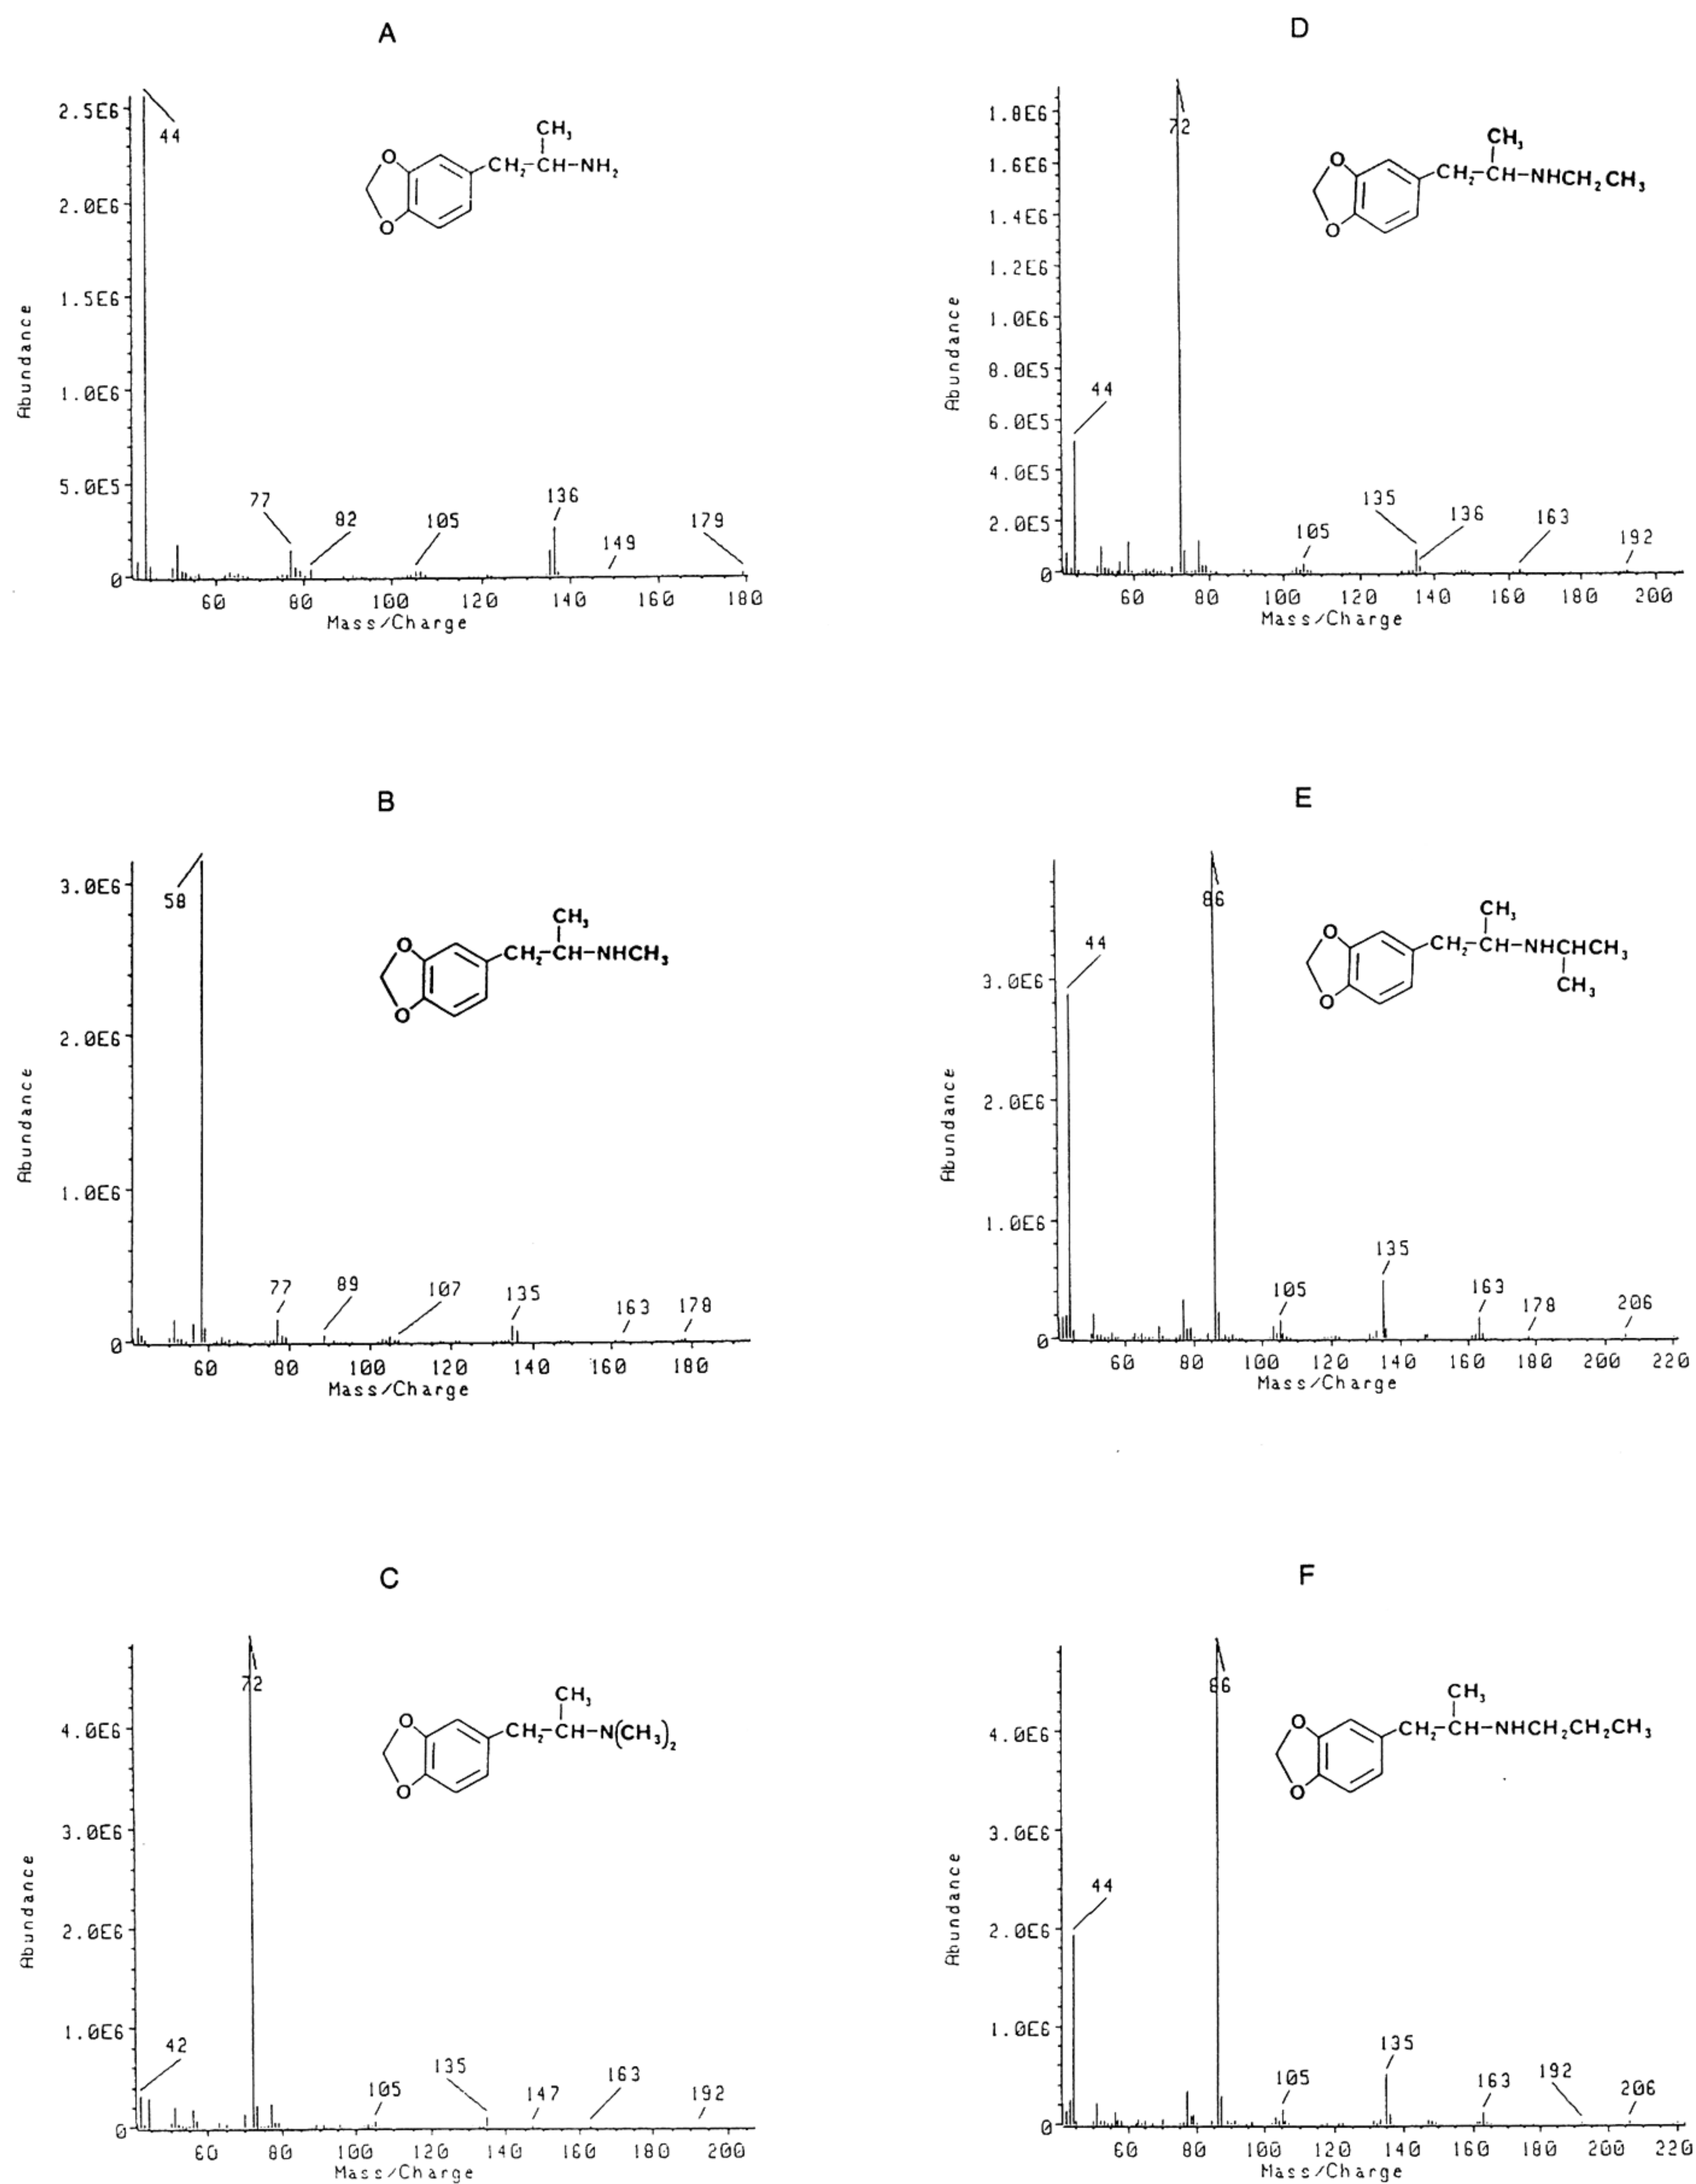 A
2.5E6
2.0E6
1.5E6
1.0E6
5.0E5
0
Abundance
44
77
82
105
136
149
179
CH3
CH2-CH-NH2
O
O
60 80 100 120 140 160 180
Mass/Charge
D
1.8E6
1.6E6
1.4E6
1.2E6
1.0E6
8.0E5
6.0E5
4.0E5
2.0E5
0
Abundance
72
44
105
135
136
163
192
CH3
CH2-CH-NHCH2CH3
O
O
60 80 100 120 140 160 180 200
Mass/Charge
B
3.0E6
2.0E6
1.0E6
0
Abundance
58
77
89
107
135
163
178
CH3
CH2-CH-NHCH3
O
O
60 80 100 120 140 160 180
Mass/Charge
E
3.0E6
2.0E6
1.0E6
0
Abundance
86
44
105
135
163
178
206
CH3
CH2-CH-NHCHCH3
CH3
O
O
60 80 100 120 140 160 180 200 220
Mass/Charge
C
4.0E6
3.0E6
2.0E6
1.0E6
0
Abundance
72
42
105
135
147
163
192
CH3
CH2-CH-N(CH3)2
O
O
60 80 100 120 140 160 180 200
Mass/Charge
F
4.0E6
3.0E6
2.0E6
1.0E6
0
Abundance
86
44
105
135
163
192
206
CH3
CH2-CH-NHCH2CH2CH3
O
O
60 80 100 120 140 160 180 200 220
Mass/Charge